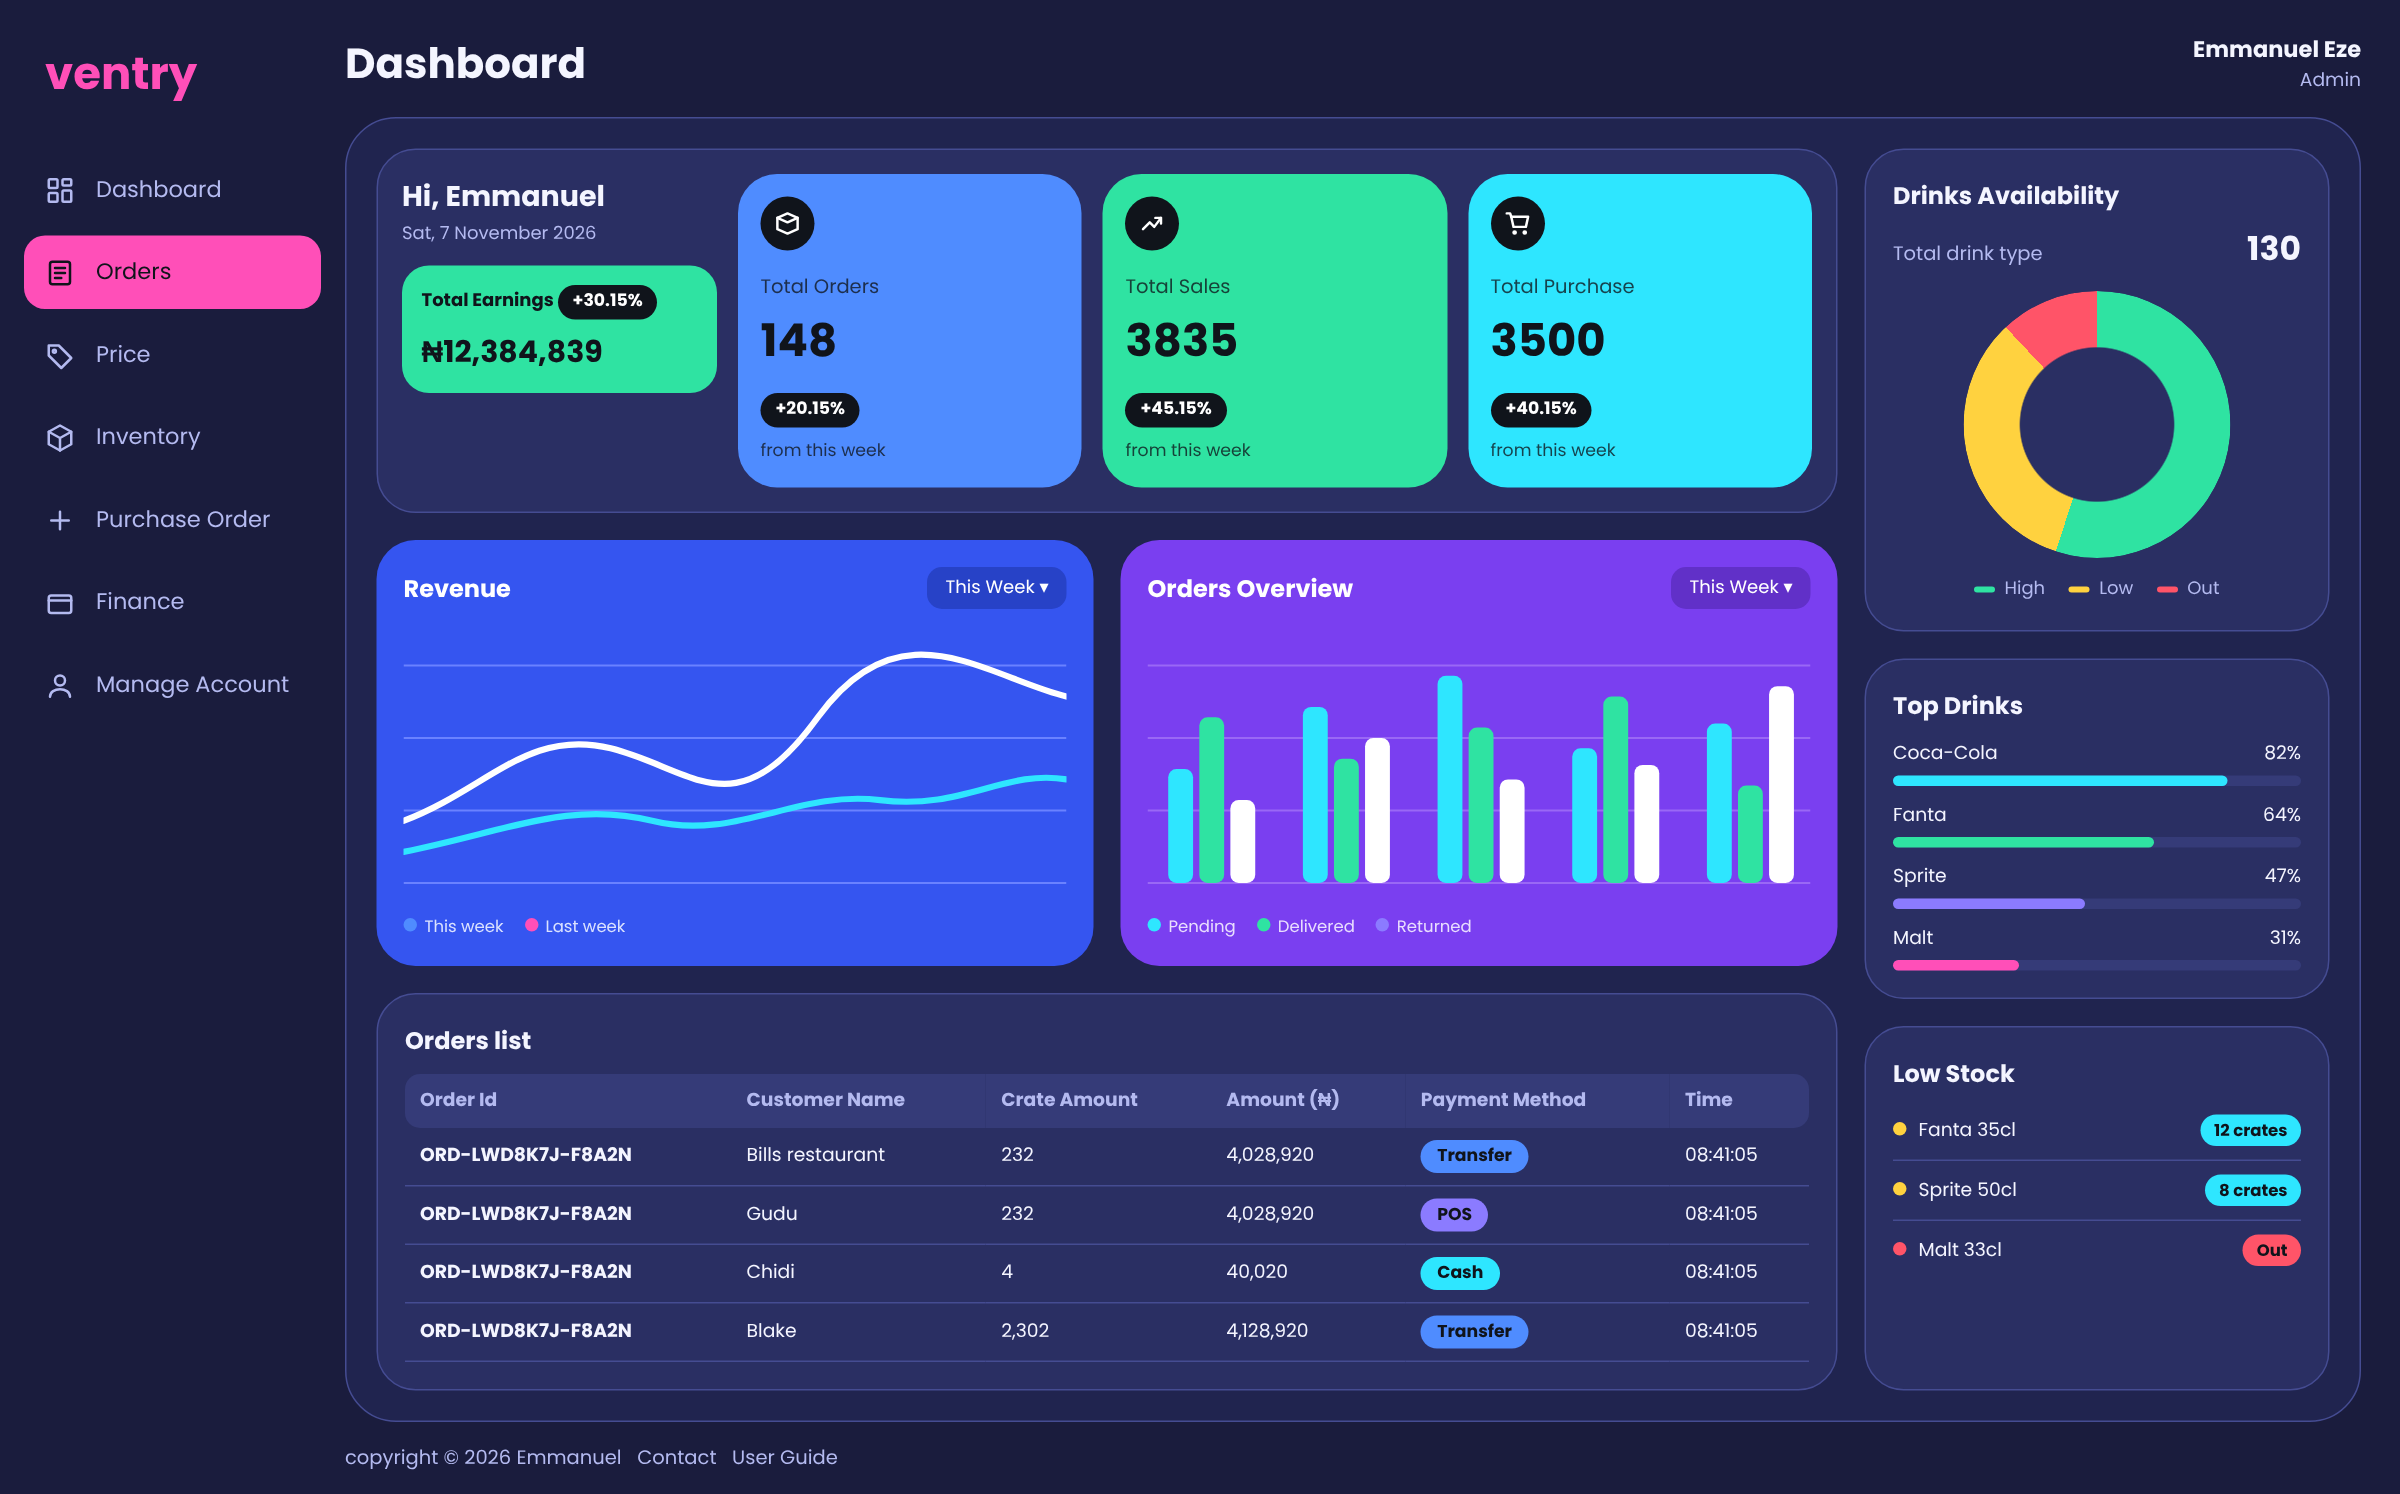 ventry
Dashboard
Orders
Price
Inventory
Purchase Order
Finance
Manage Account
Dashboard
Emmanuel Eze
Admin
Hi, Emmanuel
Sat, 7 November 2026
Total Earnings +30.15%
₦12,384,839
Total Orders
148
+20.15%
from this week
Total Sales
3835
+45.15%
from this week
Total Purchase
3500
+40.15%
from this week
Revenue
This Week ▾
This week Last week
Orders Overview
This Week ▾
Pending Delivered Returned
Orders list
Order Id Customer Name Crate Amount Amount (₦) Payment Method Time
ORD-LWD8K7J-F8A2N Bills restaurant 232 4,028,920 Transfer 08:41:05
ORD-LWD8K7J-F8A2N Gudu 232 4,028,920 POS 08:41:05
ORD-LWD8K7J-F8A2N Chidi 4 40,020 Cash 08:41:05
ORD-LWD8K7J-F8A2N Blake 2,302 4,128,920 Transfer 08:41:05
Drinks Availability
Total drink type 130
High Low Out
Top Drinks
Coca-Cola 82%
Fanta 64%
Sprite 47%
Malt 31%
Low Stock
Fanta 35cl 12 crates
Sprite 50cl 8 crates
Malt 33cl Out
copyright © 2026 Emmanuel Contact User Guide